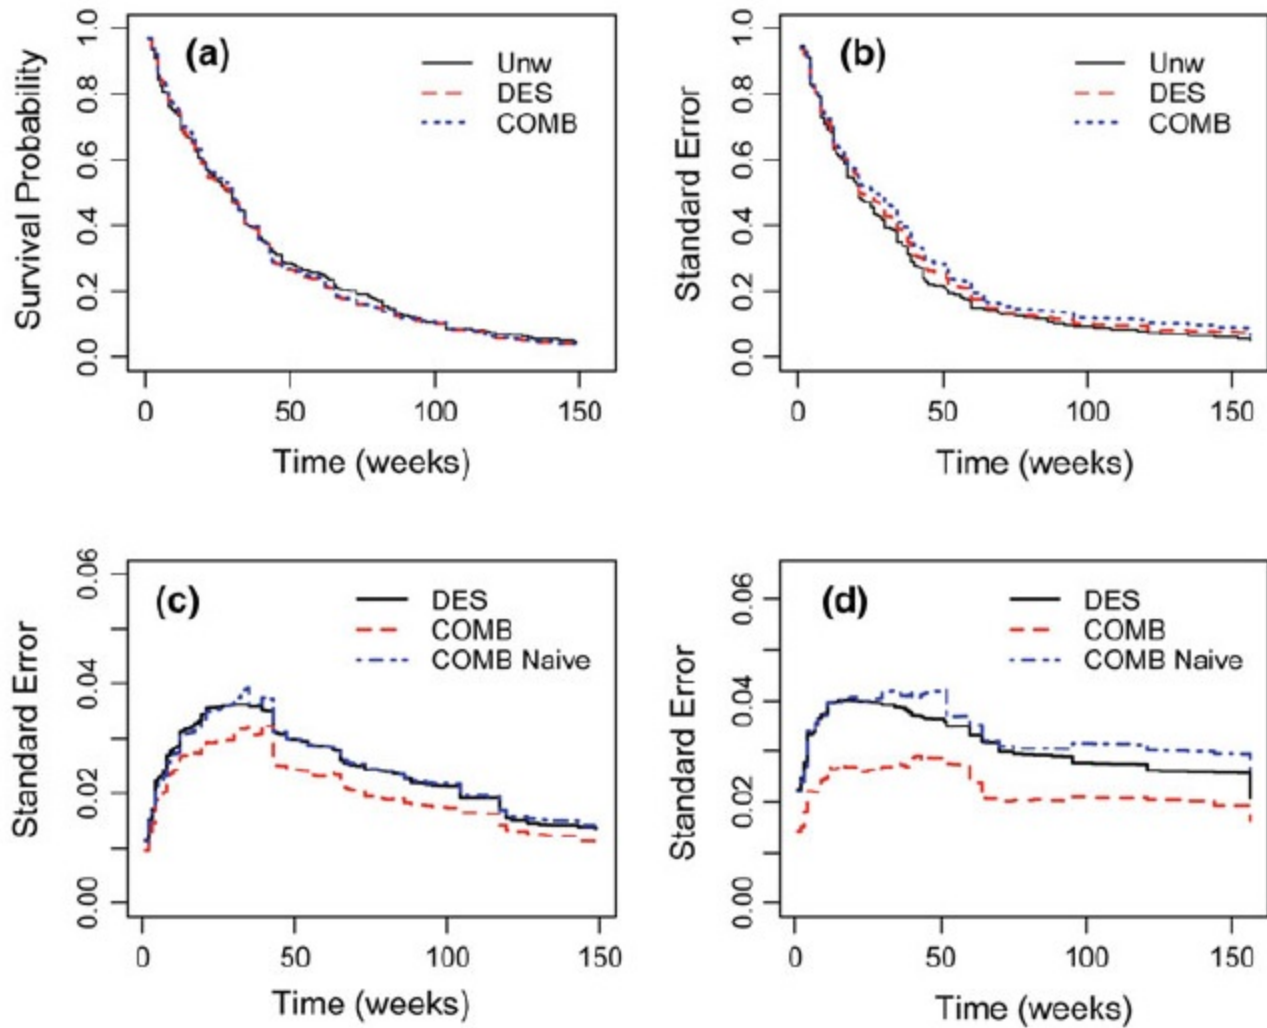 (a)
Unw
DES
COMB
Survival Probability
0.0 0.2 0.4 0.6 0.8 1.0
0 50 100 150
Time (weeks)
(b)
Unw
DES
COMB
Standard Error
0.0 0.2 0.4 0.6 0.8 1.0
0 50 100 150
Time (weeks)
(c)
DES
COMB
COMB Naive
Standard Error
0.00 0.02 0.04 0.06
0 50 100 150
Time (weeks)
(d)
DES
COMB
COMB Naive
Standard Error
0.00 0.02 0.04 0.06
0 50 100 150
Time (weeks)